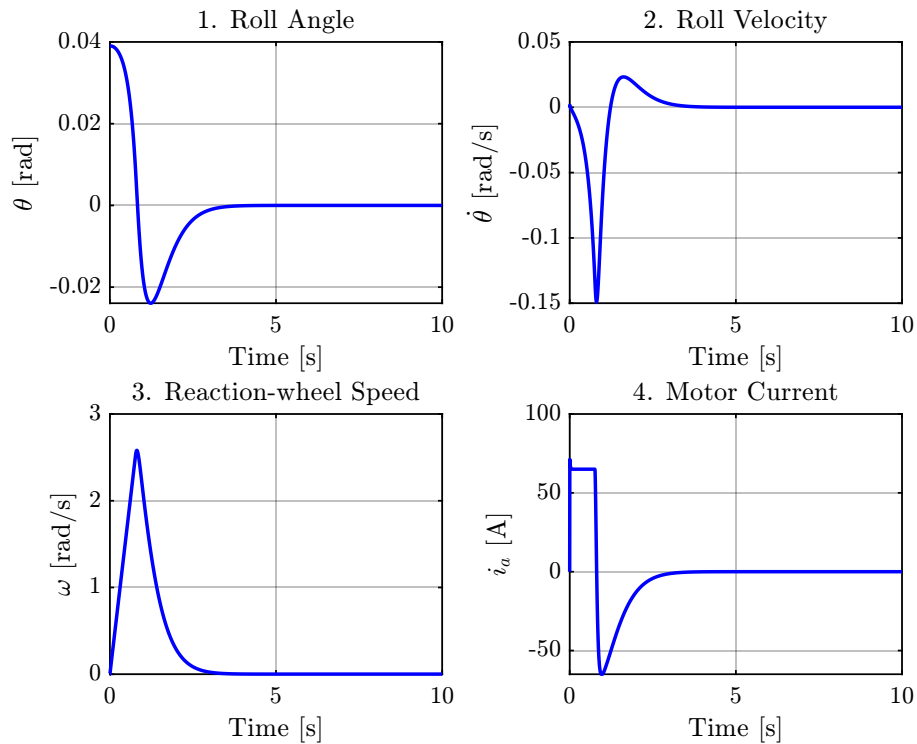 1. Roll Angle
0.04
0.02
0
-0.02
θ [rad]
0
5
10
Time [s]
2. Roll Velocity
0.05
0
-0.05
-0.1
-0.15
θ̇ [rad/s]
0
5
10
Time [s]
3. Reaction-wheel Speed
3
2
1
0
ω [rad/s]
0
5
10
Time [s]
4. Motor Current
100
50
0
-50
i_a [A]
0
5
10
Time [s]